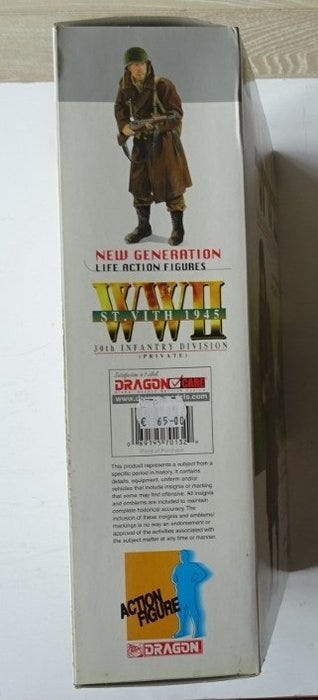 NEW GENERATION
LIFE ACTION FIGURES
WWII
ST. VITH 1945
30th INFANTRY DIVISION
(PRIVATE)
Satisfaction is a click
DRAGON CARE
€ 65-00
This product represents a subject from a
specific period in history. It contains
details, equipment, uniform and/or
vehicles that include insignia or marking
that some may find offensive. All insignia
and emblems are included to maintain
complete historical accuracy. The
inclusion of these insignia and emblems/
markings is no way an endorsement or
approval of the activities associated with
the subject matter at any time or manner.
ACTION
FIGURE
DRAGON